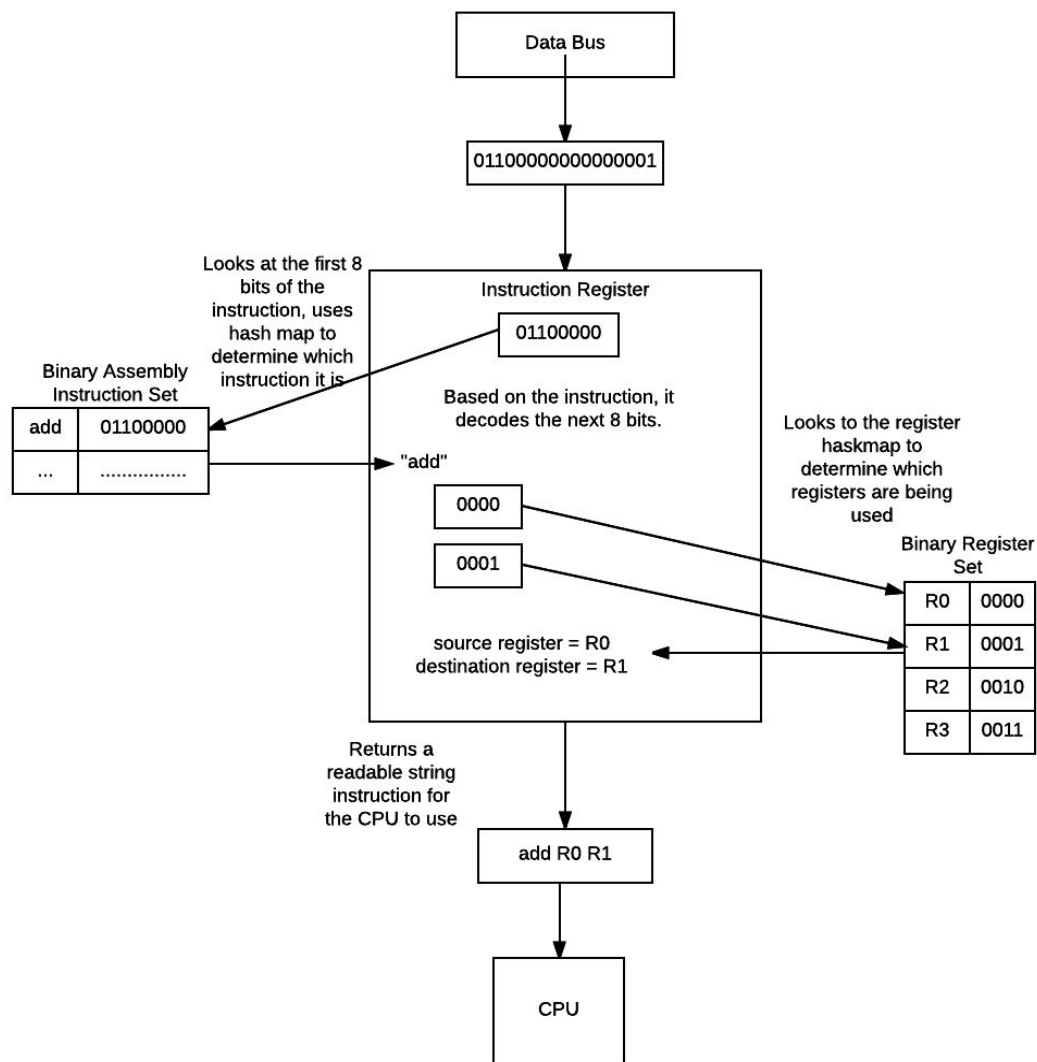 Data Bus
01100000000000001
Looks at the first 8
bits of the
instruction, uses
hash map to
determine which
instruction it is
Instruction Register
01100000
Based on the instruction, it
decodes the next 8 bits.
Binary Assembly
Instruction Set
add 01100000
... ................
"add"
0000
0001
Looks to the register
haskmap to
determine which
registers are being
used
Binary Register
Set
R0 0000
R1 0001
R2 0010
R3 0011
source register = R0
destination register = R1
Returns a
readable string
instruction for
the CPU to use
add R0 R1
CPU